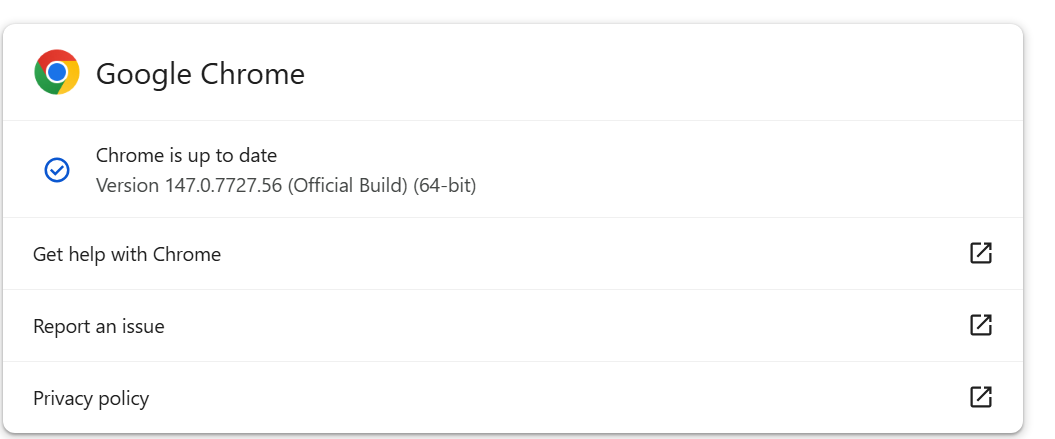 Google Chrome
Chrome is up to date
Version 147.0.7727.56 (Official Build) (64-bit)
Get help with Chrome
Report an issue
Privacy policy